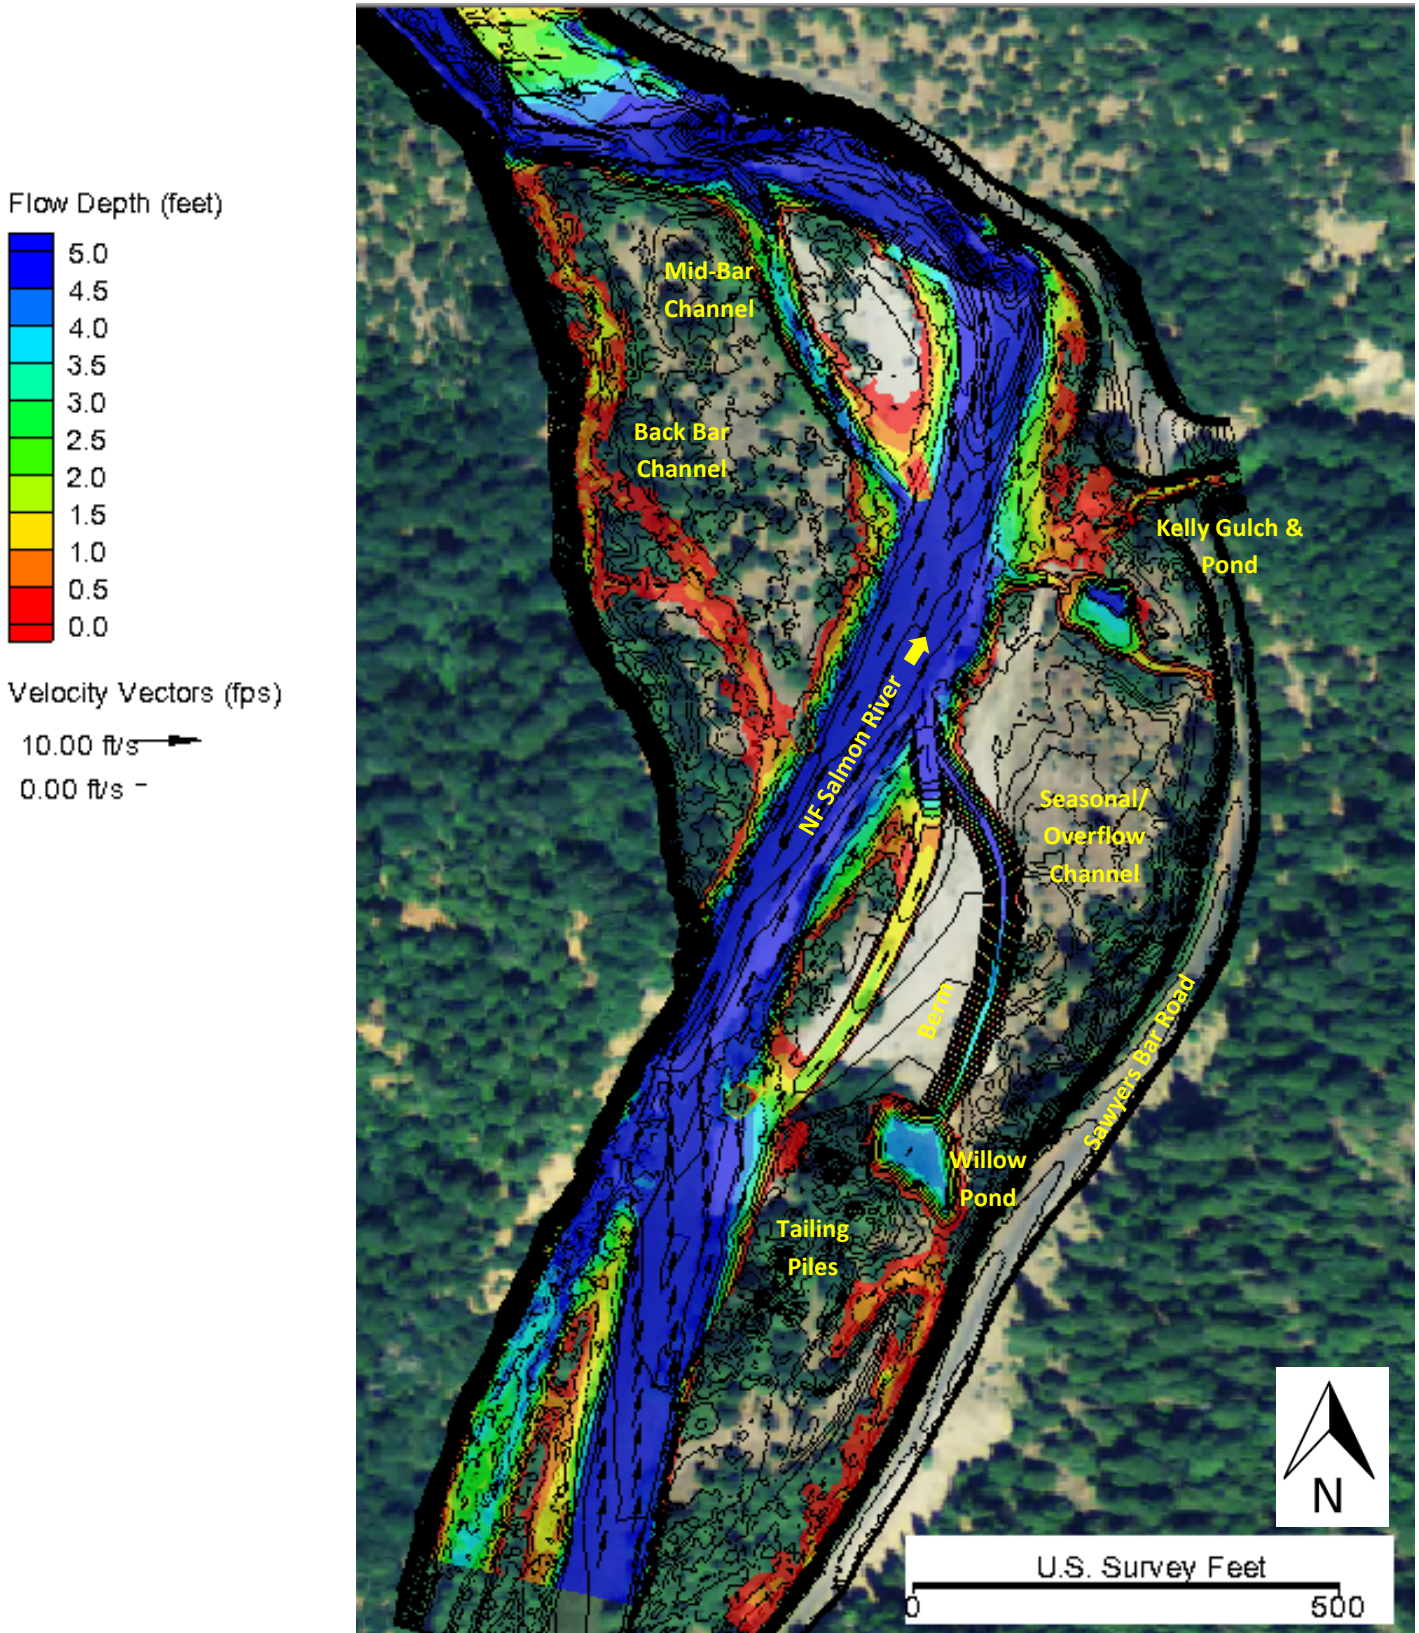 Flow Depth (feet)
5.0
4.5
4.0
3.5
3.0
2.5
2.0
1.5
1.0
0.5
0.0
Velocity Vectors (fps)
10.00 ft/s
0.00 ft/s
Mid-Bar
Channel
Back Bar
Channel
Kelly Gulch &
Pond
NF Salmon River
Seasonal/
Overflow
Channel
Berm
Sawyers Bar Road
Willow
Pond
Tailing
Piles
N
U.S. Survey Feet
0
500